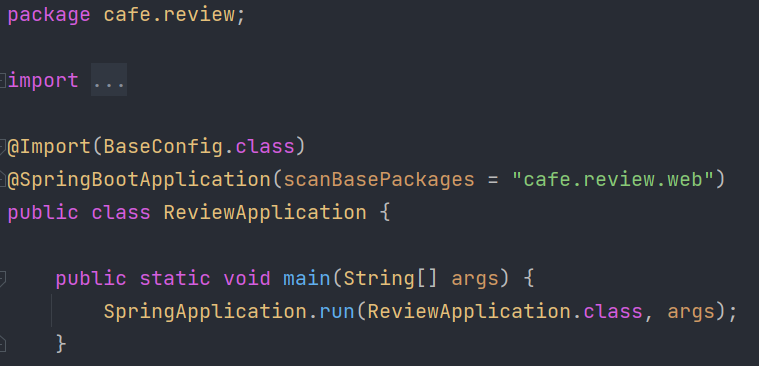 package cafe.review;
import ...
@Import(BaseConfig.class)
@SpringBootApplication(scanBasePackages = "cafe.review.web")
public class ReviewApplication {
public static void main(String[] args) {
SpringApplication.run(ReviewApplication.class, args);
}